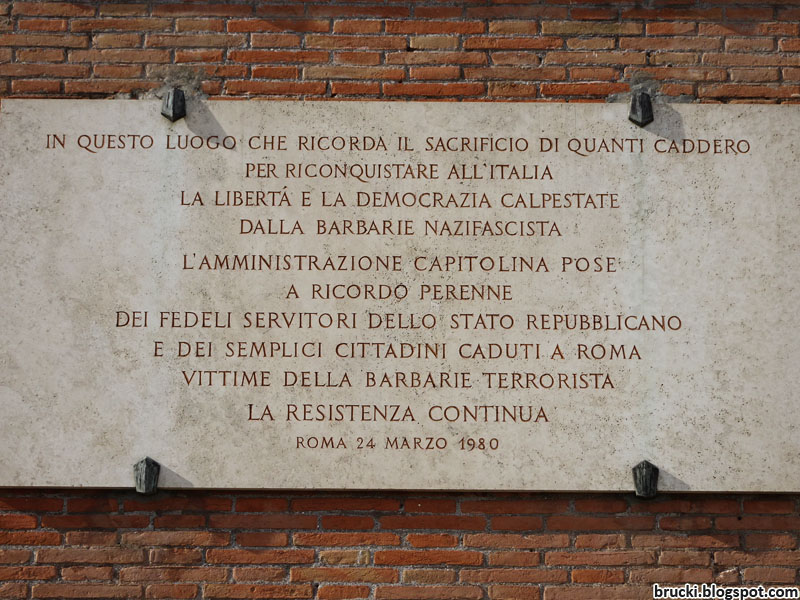 IN QUESTO LUOGO CHE RICORDA IL SACRIFICIO DI QUANTI CADDERO
PER RICONQUISTARE ALL'ITALIA
LA LIBERTÁ E LA DEMOCRAZIA CALPESTATE
DALLA BARBARIE NAZIFASCISTA
L'AMMINISTRAZIONE CAPITOLINA POSE
A RICORDO PERENNE
DEI FEDELI SERVITORI DELLO STATO REPUBBLICANO
E DEI SEMPLICI CITTADINI CADUTI A ROMA
VITTIME DELLA BARBARIE TERRORISTA
LA RESISTENZA CONTINUA
ROMA 24 MARZO 1980
brucki.blogspot.com